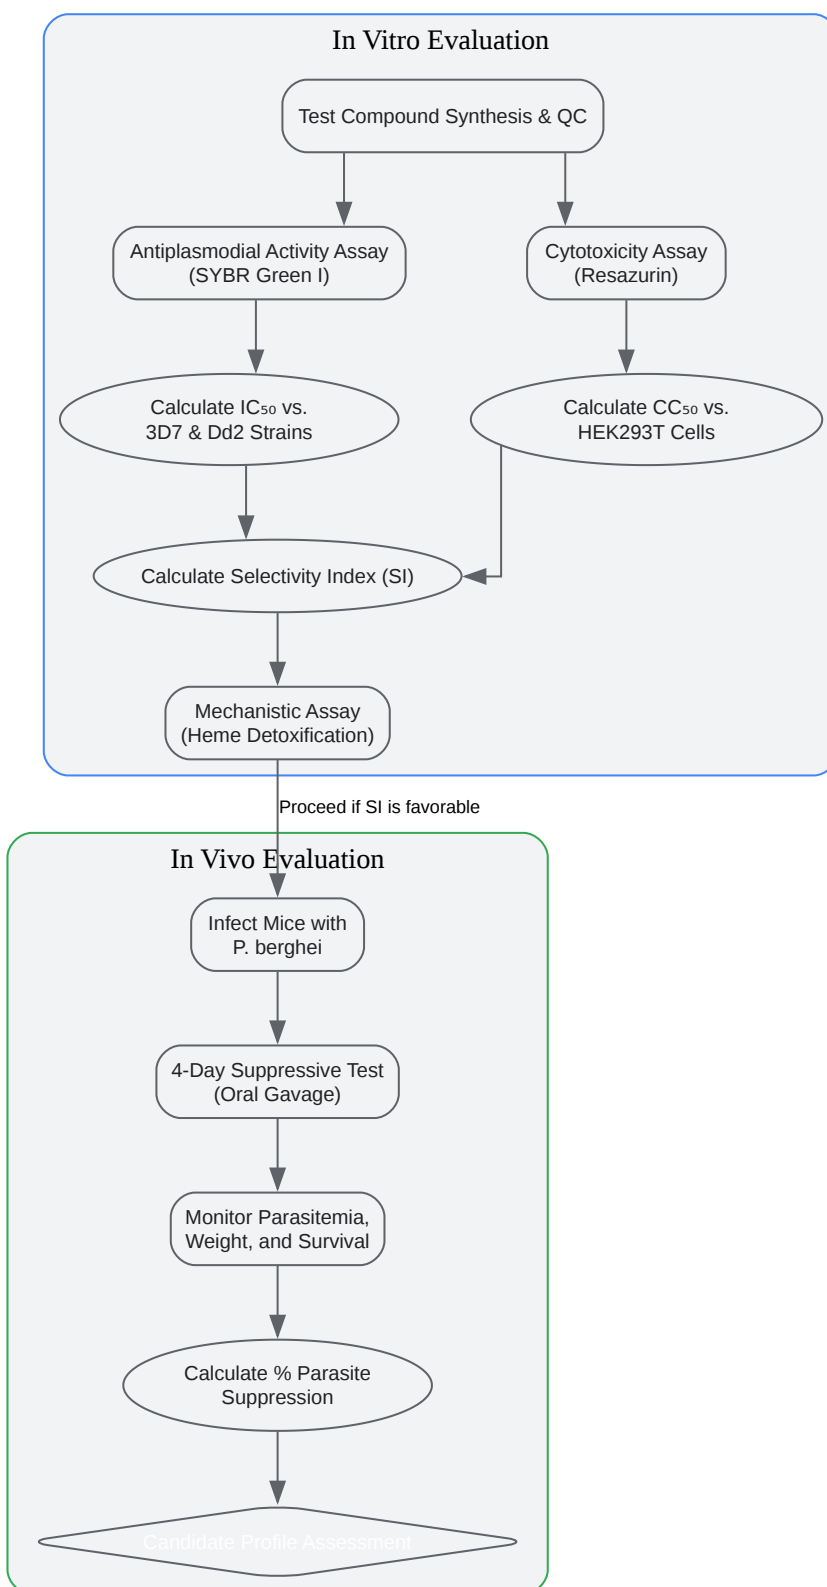 In Vitro Evaluation
Test Compound Synthesis & QC
Antiplasmodial Activity Assay
(SYBR Green I)
Cytotoxicity Assay
(Resazurin)
Calculate IC₅₀ vs.
3D7 & Dd2 Strains
Calculate CC₅₀ vs.
HEK293T Cells
Calculate Selectivity Index (SI)
Mechanistic Assay
(Heme Detoxification)
Proceed if SI is favorable
In Vivo Evaluation
Infect Mice with
P. berghei
4-Day Suppressive Test
(Oral Gavage)
Monitor Parasitemia,
Weight, and Survival
Calculate % Parasite
Suppression
Candidate Profile Assessment